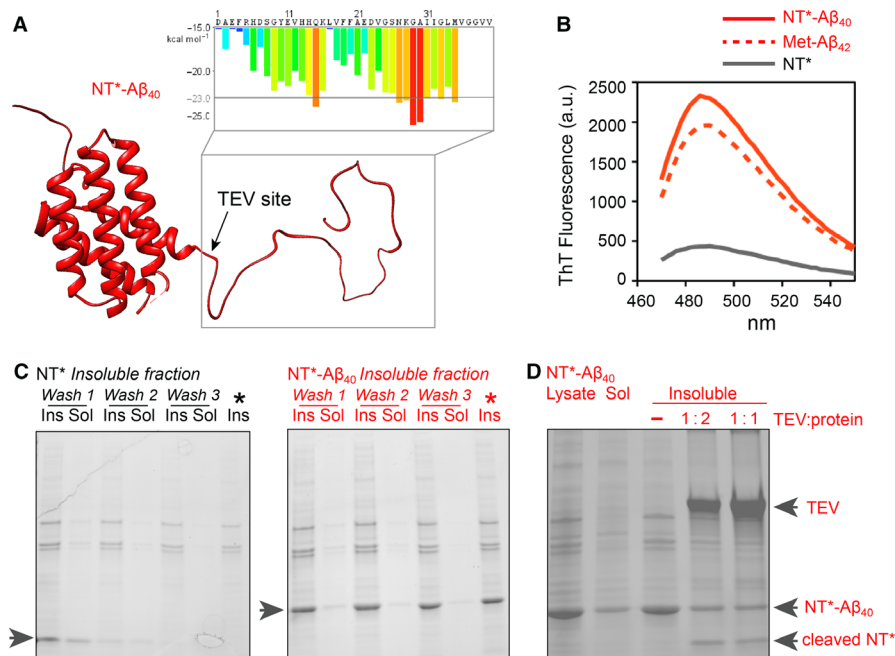 A
1 11 21 31
DAEFRHDSGYEVHHQKLVFFAEDVGSNKGAIIGLMVGGVV
-15.0
kcal mol⁻¹
-20.0
-23.0
-25.0
NT*-Aβ₄₀
TEV site
B
NT*-Aβ₄₀
Met-Aβ₄₂
NT*
ThT Fluorescence (a.u.)
2500
2000
1500
1000
500
0
460 480 500 520 540
nm
C
NT* Insoluble fraction
Wash 1 Wash 2 Wash 3 *
Ins Sol Ins Sol Ins Sol Ins
NT*-Aβ₄₀ Insoluble fraction
Wash 1 Wash 2 Wash 3 *
Ins Sol Ins Sol Ins Sol Ins
D
NT*-Aβ₄₀
Lysate Sol Insoluble
– 1:2 1:1 TEV:protein
TEV
NT*-Aβ₄₀
cleaved NT*